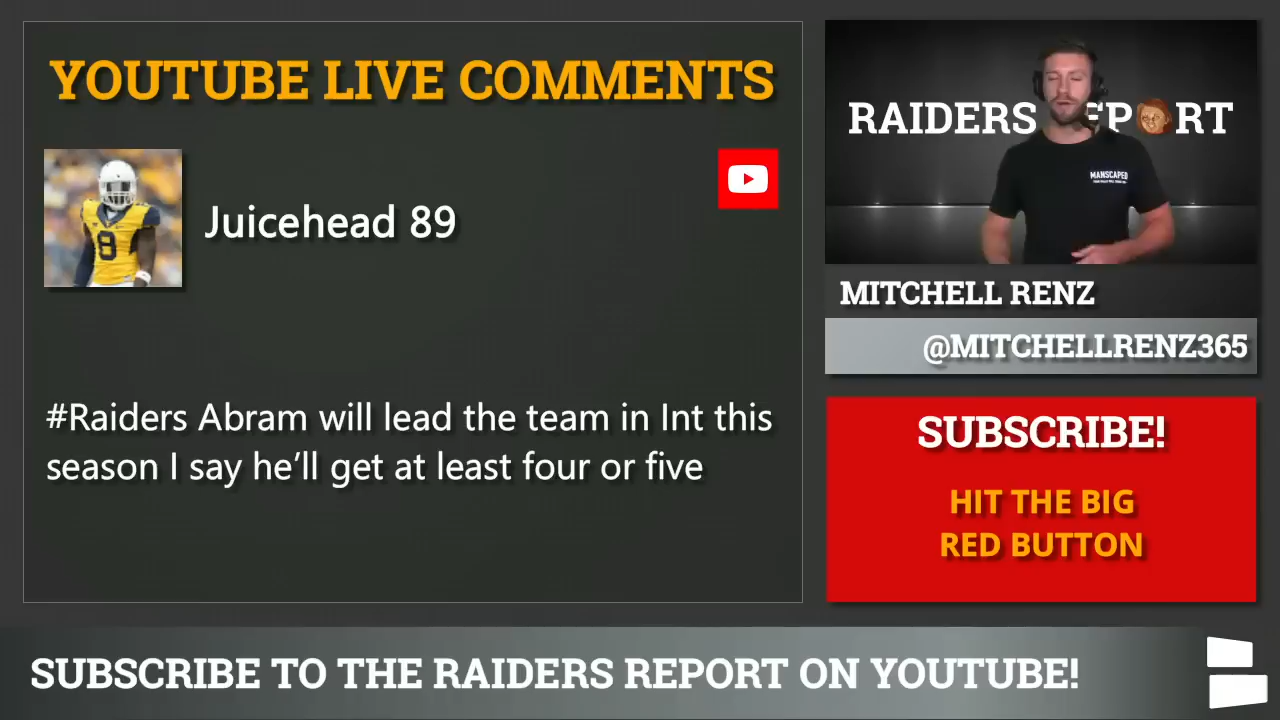 YOUTUBE LIVE COMMENTS
Juicehead 89
#Raiders Abram will lead the team in Int this
season I say he’ll get at least four or five
RAIDERS REPORT
MANSCAPED
8
MITCHELL RENZ
@MITCHELLRENZ365
SUBSCRIBE!
HIT THE BIG
RED BUTTON
SUBSCRIBE TO THE RAIDERS REPORT ON YOUTUBE!